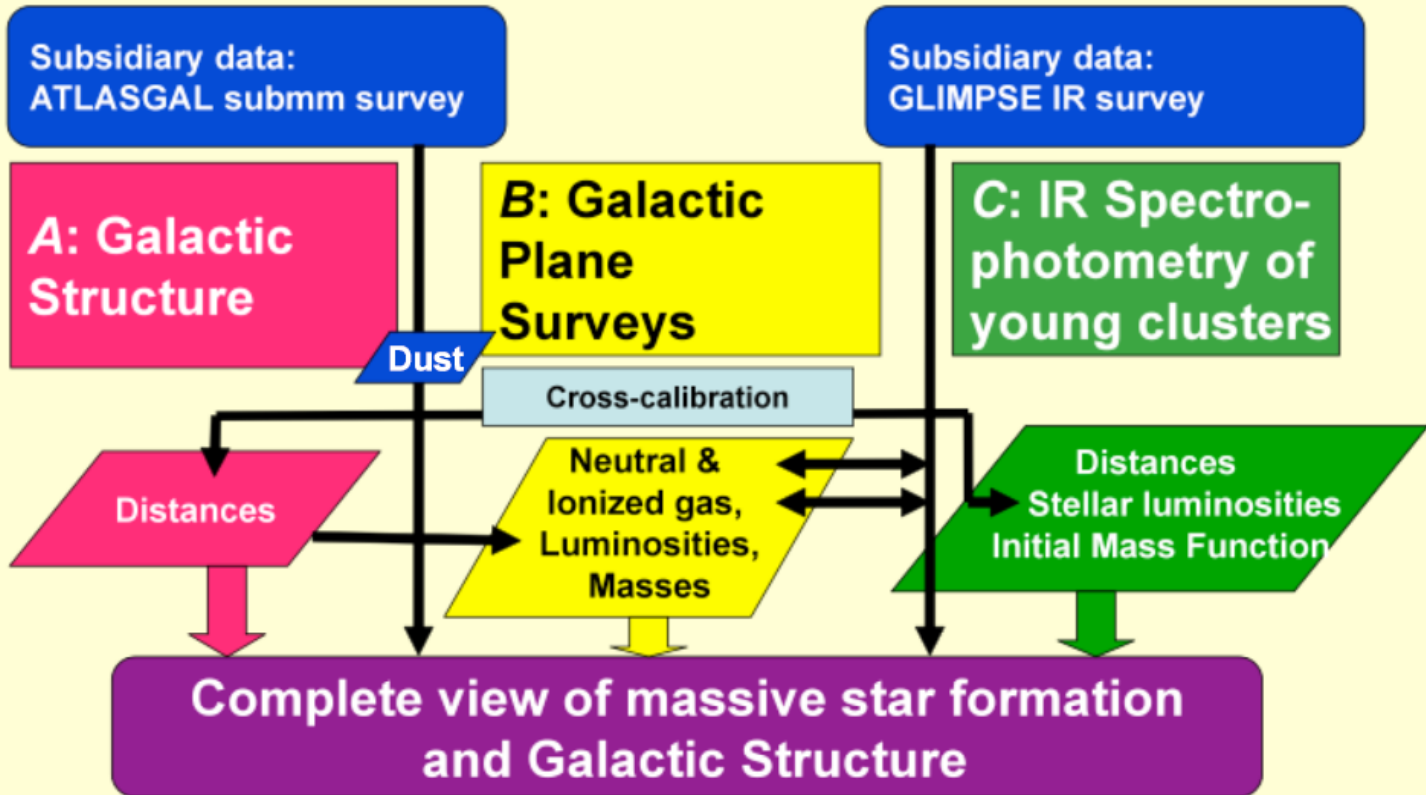 Subsidiary data:
ATLASGAL submm survey
Subsidiary data:
GLIMPSE IR survey
A: Galactic
Structure
B: Galactic
Plane
Surveys
C: IR Spectro-
photometry of
young clusters
Dust
Cross-calibration
Distances
Neutral &
Ionized gas,
Luminosities,
Masses
Distances
Stellar luminosities
Initial Mass Function
Complete view of massive star formation
and Galactic Structure